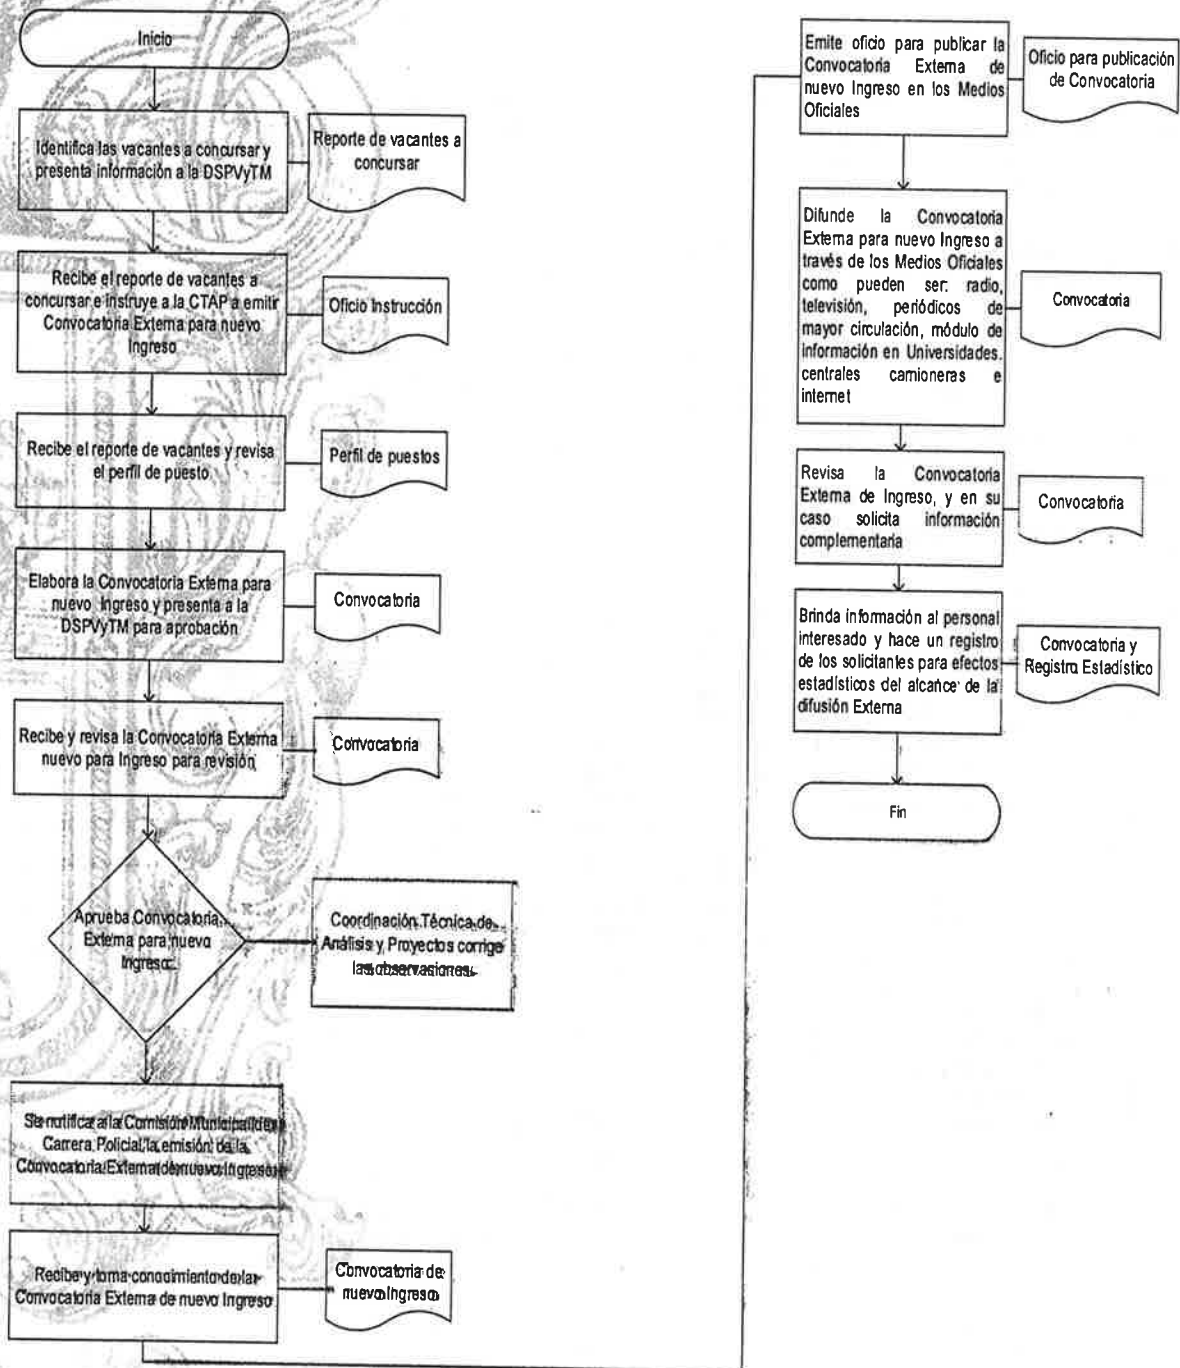 Inicio
Identifica las vacantes a concursar y
presenta información a la DSPVyTM
Reporte de vacantes a
concursar
Recibe el reporte de vacantes a
concursar e instruye a la CTAP a emitir
Convocatoria Externa para nuevo
Ingreso
Oficio Instrucción
Recibe el reporte de vacantes y revisa
el perfil de puesto
Perfil de puestos
Elabora la Convocatoria Externa para
nuevo Ingreso y presenta a la
DSPVyTM para aprobación
Convocatoria
Recibe y revisa la Convocatoria Externa
nuevo para Ingreso para revisión
Convocatoria
Aprueba Convocatoria
Externa para nuevo
Ingreso
Coordinación Técnica de
Análisis y Proyectos corrige
las observaciones
Se notifica a la Comisión Municipal de
Carrera Policial la emisión de la
Convocatoria Externa de nuevo Ingreso
Recibe y toma conocimiento de la
Convocatoria Externa de nuevo Ingreso
Convocatoria de
nuevo Ingreso
Emite oficio para publicar la
Convocatoria Externa de
nuevo Ingreso en los Medios
Oficiales
Oficio para publicación
de Convocatoria
Difunde la Convocatoria
Externa para nuevo Ingreso a
través de los Medios Oficiales
como pueden ser: radio,
televisión, periódicos de
mayor circulación, módulo de
información en Universidades.
centrales camioneras e
internet
Convocatoria
Revisa la Convocatoria
Externa de Ingreso, y en su
caso solicita información
complementaria
Convocatoria
Brinda información al personal
interesado y hace un registro
de los solicitantes para efectos
estadísticos del alcance de la
difusión Externa
Convocatoria y
Registro Estadístico
Fin